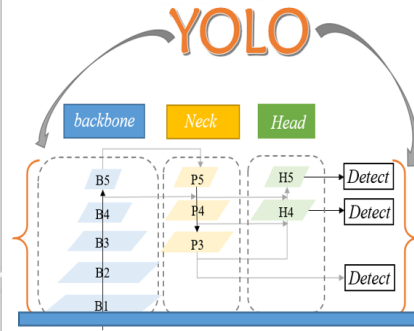 YOLO
backbone Neck Head
B5 P5 H5 Detect
B4 P4 H4 Detect
B3 P3
B2 Detect
B1